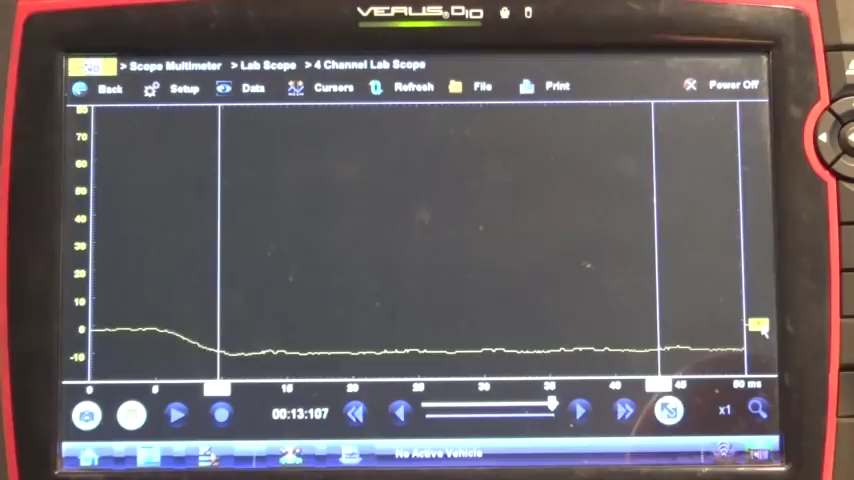 VERUS D10
> Scope Multimeter > Lab Scope > 4 Channel Lab Scope
Back Setup Data Cursors Refresh File Print Power Off
80
70
60
50
40
30
20
10
0
-10
0 5 15 20 25 30 35 40 45 50 ms
00:13:107 x1
No Active Vehicle